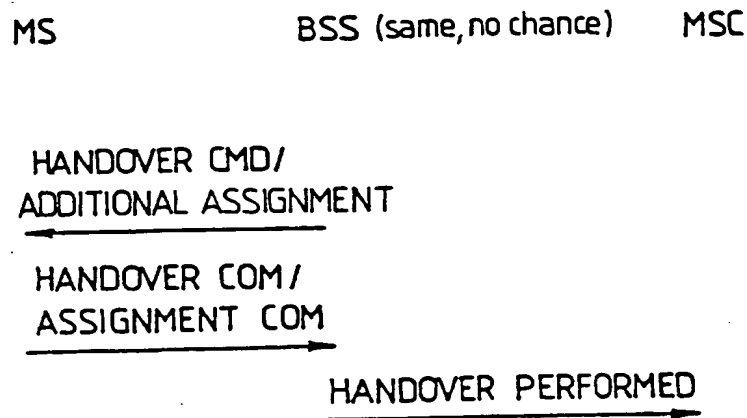 MS BSS (same, no chance) MSC
HANDOVER CMD/
ADDITIONAL ASSIGNMENT
HANDOVER COM/
ASSIGNMENT COM
HANDOVER PERFORMED